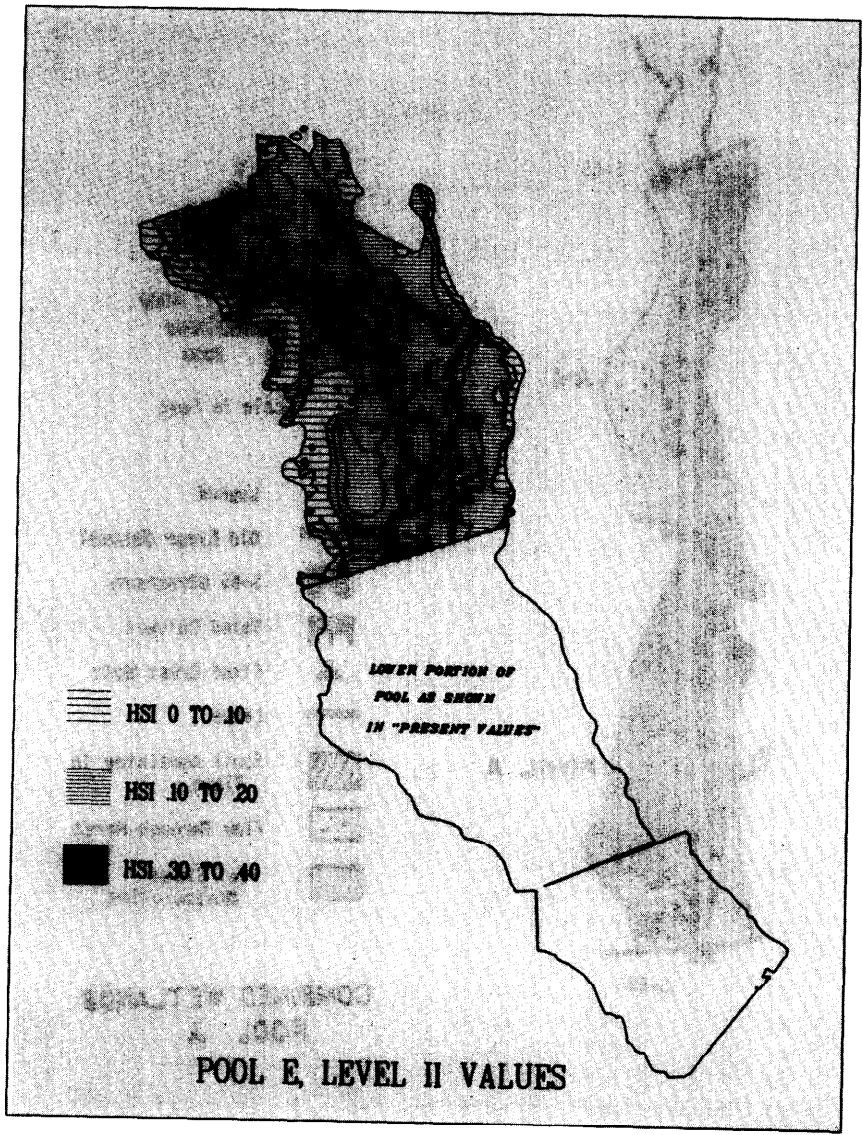 LOWER PORTION OF
POOL AS SHOWN
IN "PRESENT VALUES"
HSI 0 TO .10
HSI .10 TO .20
HSI .30 TO .40
POOL E, LEVEL II VALUES